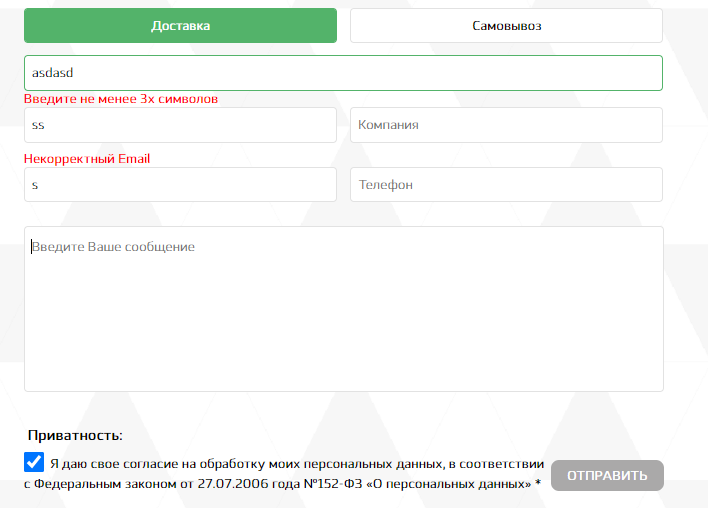 Доставка
Самовывоз
asdasd
Введите не менее 3х символов
ss
Компания
Некорректный Email
s
Телефон
Введите Ваше сообщение
Приватность:
Я даю свое согласие на обработку моих персональных данных, в соответствии
с Федеральным законом от 27.07.2006 года №152-ФЗ «О персональных данных» *
ОТПРАВИТЬ